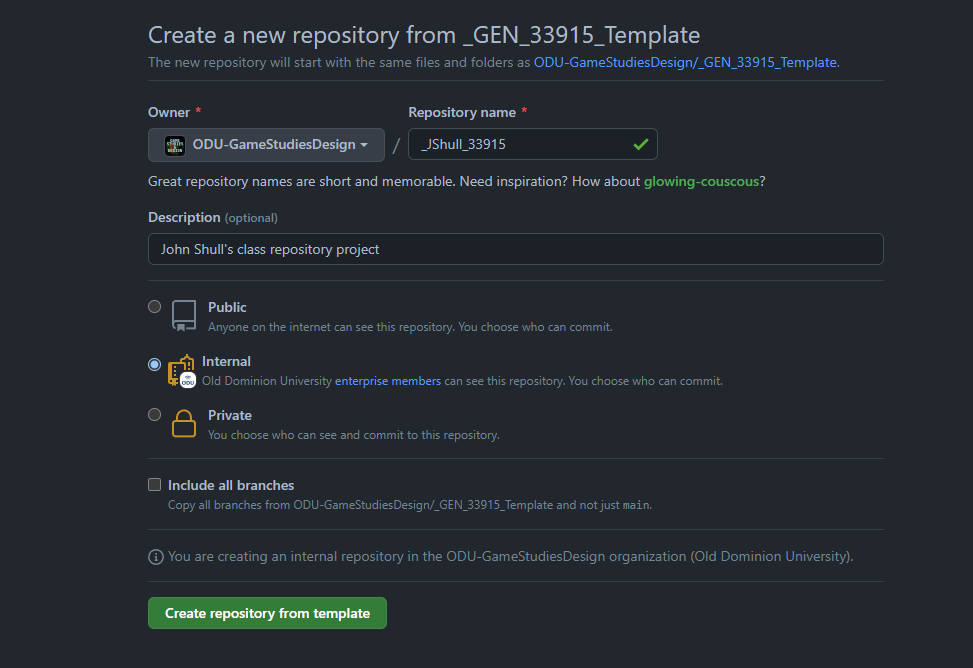 Create a new repository from _GEN_33915_Template
The new repository will start with the same files and folders as ODU-GameStudiesDesign/_GEN_33915_Template.
Owner * Repository name *
GAME STUDIES & DESIGN ODU-GameStudiesDesign / _JShull_33915
Great repository names are short and memorable. Need inspiration? How about glowing-couscous?
Description (optional)
John Shull's class repository project
Public
Anyone on the internet can see this repository. You choose who can commit.
Internal
ODU Old Dominion University enterprise members can see this repository. You choose who can commit.
Private
You choose who can see and commit to this repository.
Include all branches
Copy all branches from ODU-GameStudiesDesign/_GEN_33915_Template and not just main.
You are creating an internal repository in the ODU-GameStudiesDesign organization (Old Dominion University).
Create repository from template